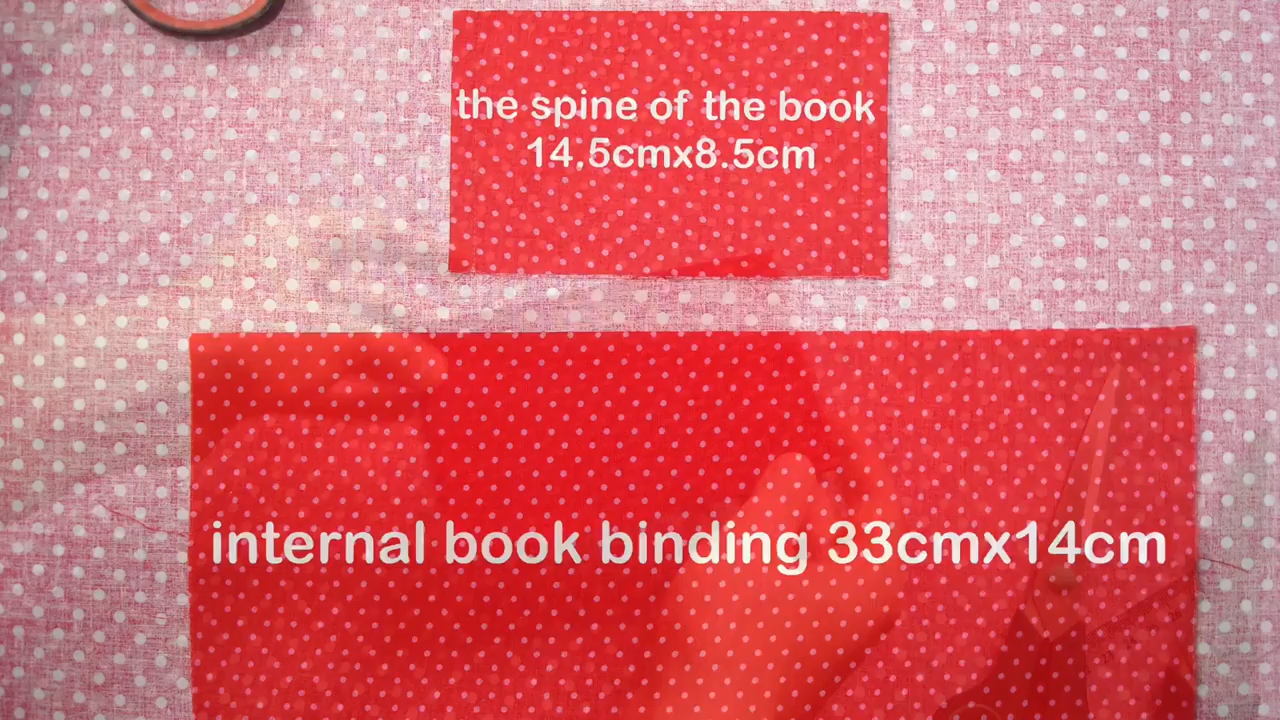 the spine of the book
14.5cmx8.5cm
internal book binding 33cmx14cm